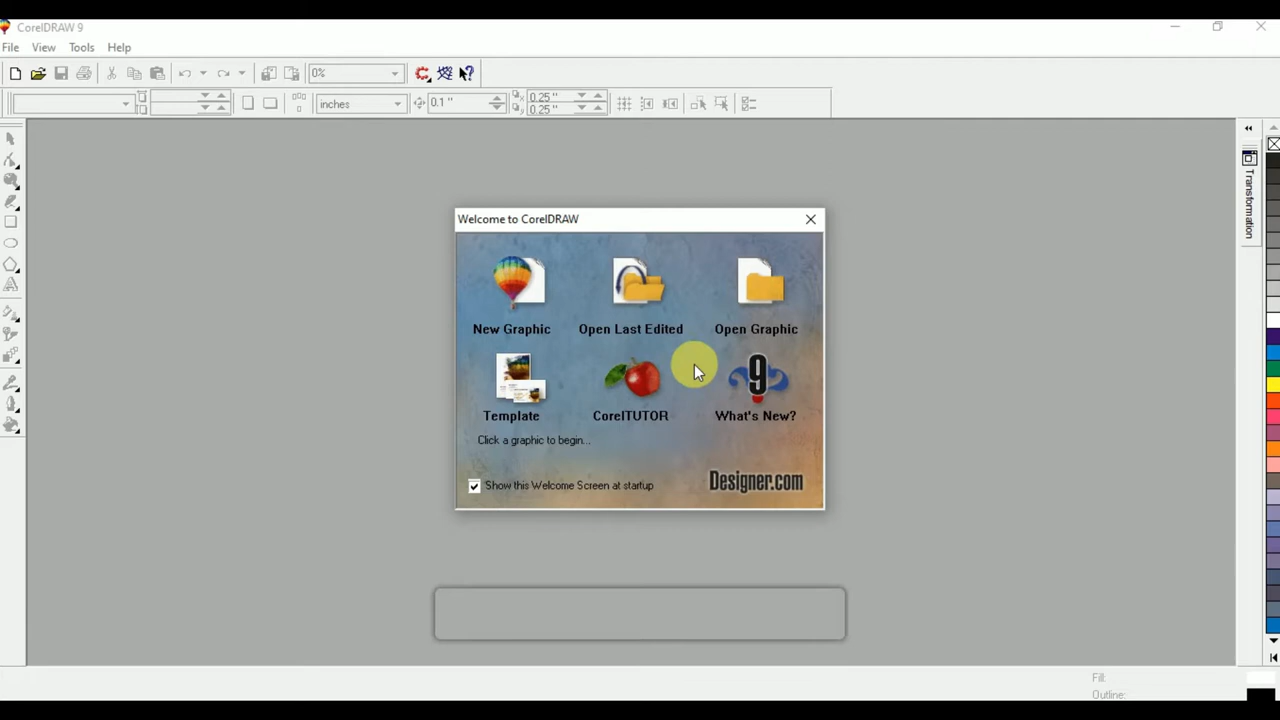 CorelDRAW 9
File View Tools Help
0%
inches
0.1 "
0.25 "
0.25 "
Transformation
Welcome to CorelDRAW
New Graphic Open Last Edited Open Graphic
9
Template CorelTUTOR What's New?
Click a graphic to begin...
Show this Welcome Screen at startup
Designer.com
Fill:
Outline: